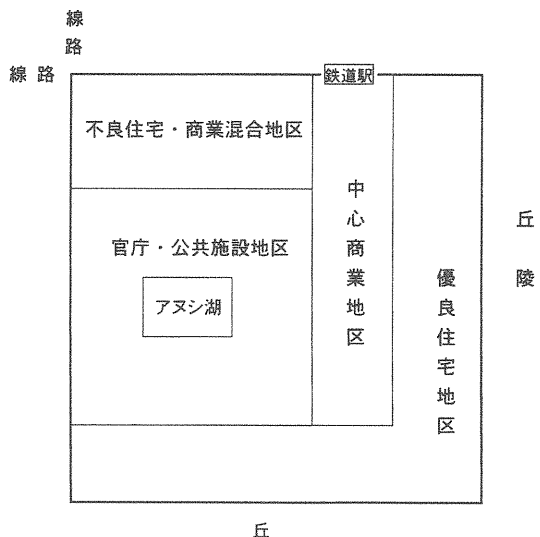 線路
線路
鉄道駅
不良住宅・商業混合地区
中心商業地区
官庁・公共施設地区
アヌシ湖
優良住宅地区
丘陵
丘